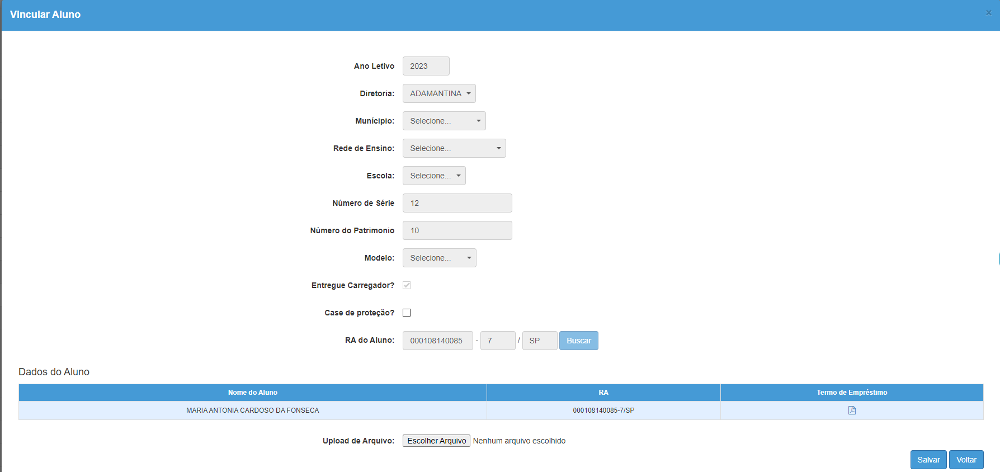 Vincular Aluno ×
Ano Letivo 2023
Diretoria: ADAMANTINA
Munícipio: Selecione...
Rede de Ensino: Selecione...
Escola: Selecione...
Número de Série 12
Número do Patrimonio 10
Modelo: Selecione...
Entregue Carregador?
Case de proteção?
RA do Aluno: 000108140085 - 7 / SP Buscar
Dados do Aluno
Nome do Aluno RA Termo de Empréstimo
MARIA ANTONIA CARDOSO DA FONSECA 000108140085-7/SP
Upload de Arquivo: Escolher Arquivo Nenhum arquivo escolhido
Salvar Voltar